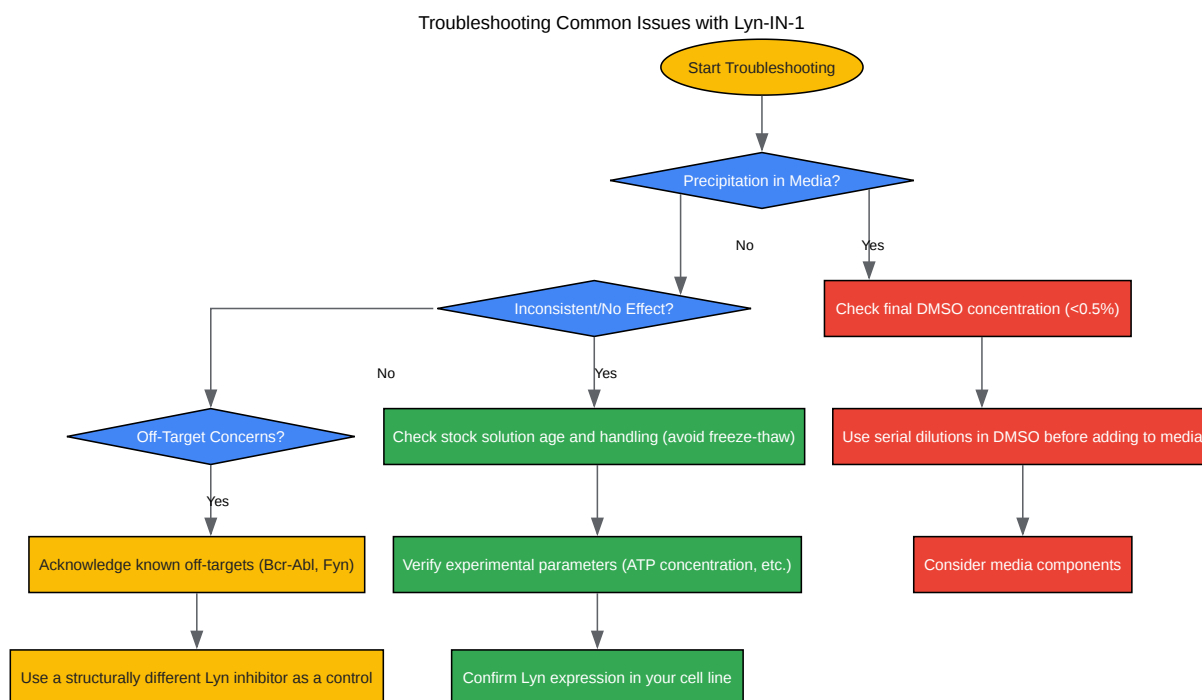 Troubleshooting Common Issues with Lyn-IN-1
Start Troubleshooting
Precipitation in Media?
No
Yes
Inconsistent/No Effect?
Check final DMSO concentration (<0.5%)
No
Yes
Off-Target Concerns?
Check stock solution age and handling (avoid freeze-thaw)
Use serial dilutions in DMSO before adding to media
Yes
Acknowledge known off-targets (Bcr-Abl, Fyn)
Verify experimental parameters (ATP concentration, etc.)
Consider media components
Use a structurally different Lyn inhibitor as a control
Confirm Lyn expression in your cell line